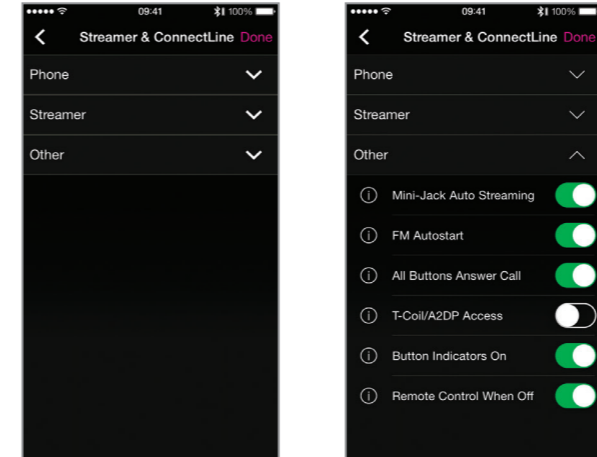 09:41 100%
Streamer & ConnectLine Done
Phone
Streamer
Other
09:41 100%
Streamer & ConnectLine Done
Phone
Streamer
Other
Mini-Jack Auto Streaming
FM Autostart
All Buttons Answer Call
T-Coil/A2DP Access
Button Indicators On
Remote Control When Off